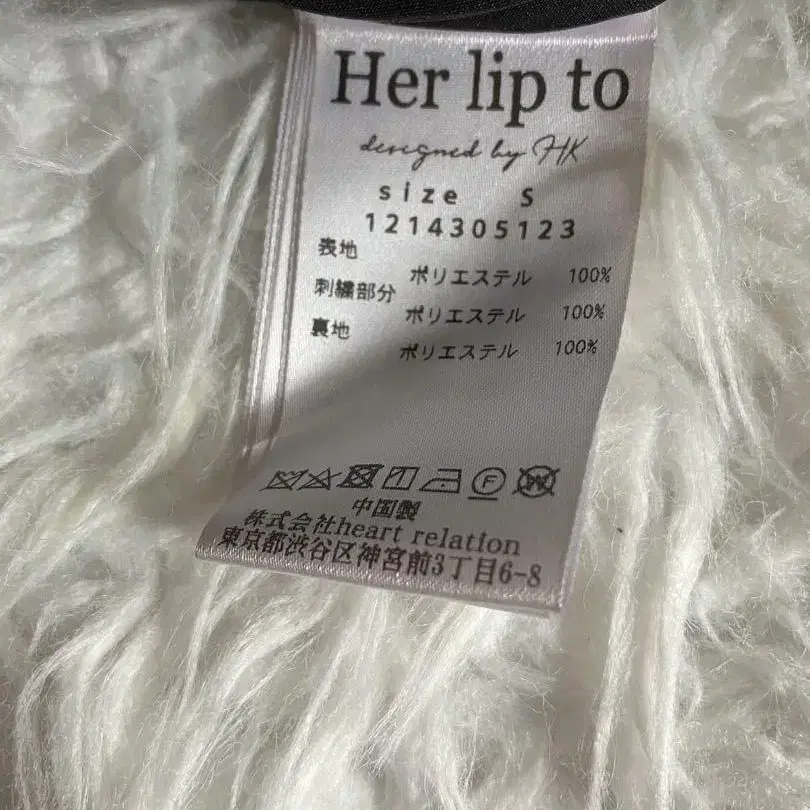 Her lip to
designed by HK
size S
1214305123
表地
ポリエステル 100%
刺繍部分
ポリエステル 100%
裏地
ポリエステル 100%
F
W
中国製
株式会社heart relation
東京都渋谷区神宮前3丁目6-8